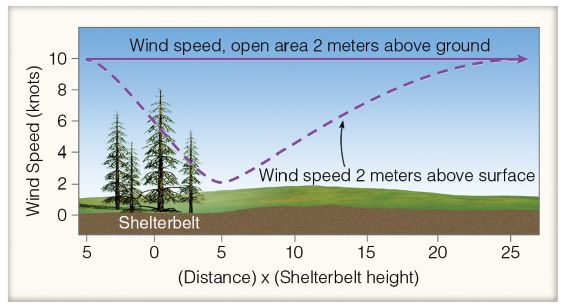 Wind speed, open area 2 meters above ground
10
8
6
4
2
0
Wind Speed (knots)
Wind speed 2 meters above surface
Shelterbelt
5 0 5 10 15 20 25
(Distance) x (Shelterbelt height)